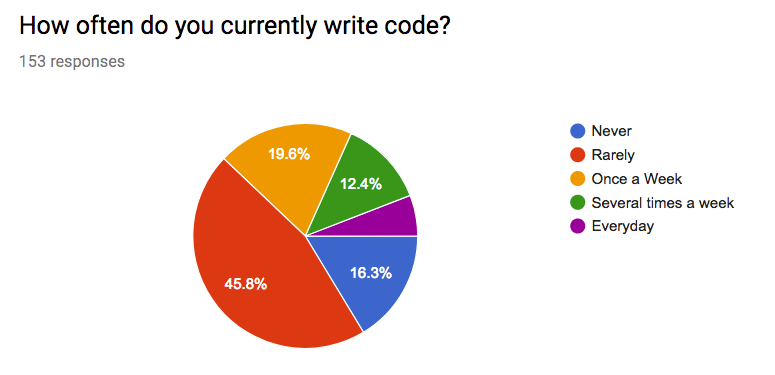 How often do you currently write code?
153 responses
19.6%
12.4%
45.8%
16.3%
Never
Rarely
Once a Week
Several times a week
Everyday